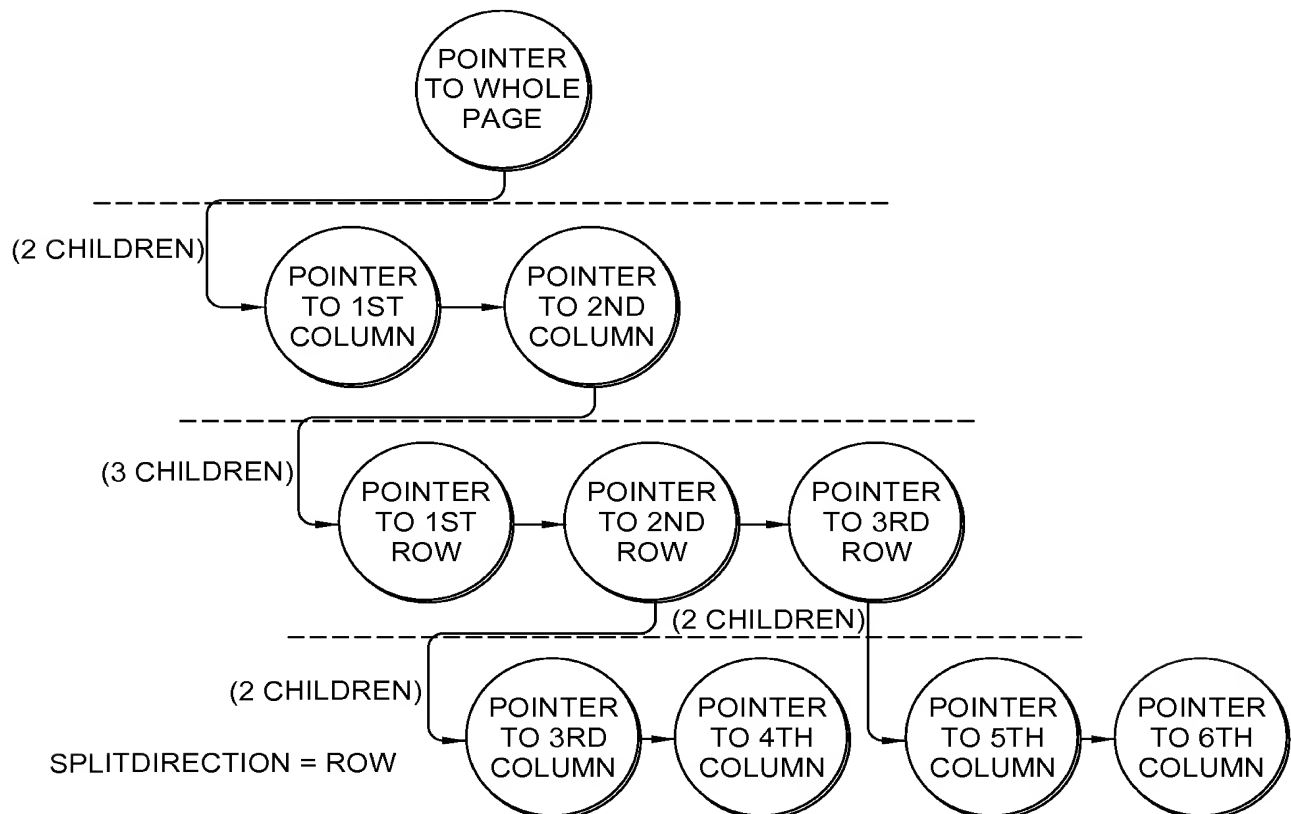 POINTER
TO WHOLE
PAGE
(2 CHILDREN)
POINTER
TO 1ST
COLUMN
POINTER
TO 2ND
COLUMN
(3 CHILDREN)
POINTER
TO 1ST
ROW
POINTER
TO 2ND
ROW
POINTER
TO 3RD
ROW
(2 CHILDREN)
(2 CHILDREN)
POINTER
TO 3RD
COLUMN
POINTER
TO 4TH
COLUMN
POINTER
TO 5TH
COLUMN
POINTER
TO 6TH
COLUMN
SPLITDIRECTION = ROW